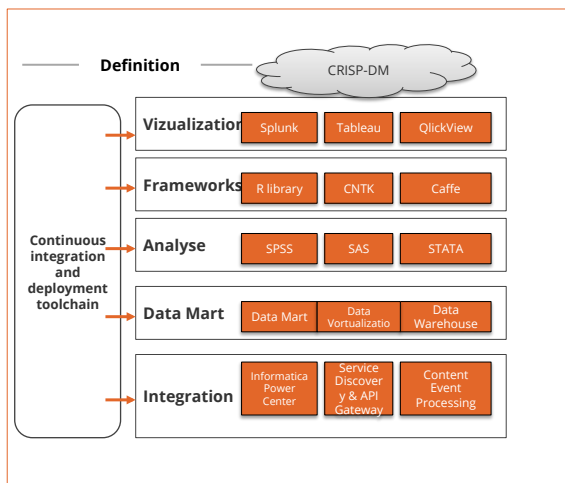 Definition
CRISP-DM
Continuous
integration
and
deployment
toolchain
Vizualization
Splunk
Tableau
QlickView
Frameworks
R library
CNTK
Caffe
Analyse
SPSS
SAS
STATA
Data Mart
Data Mart
Data
Vortualizatio
Data
Warehouse
Integration
Informatica
Power
Center
Service
Discover
y & API
Gateway
Content
Event
Processing